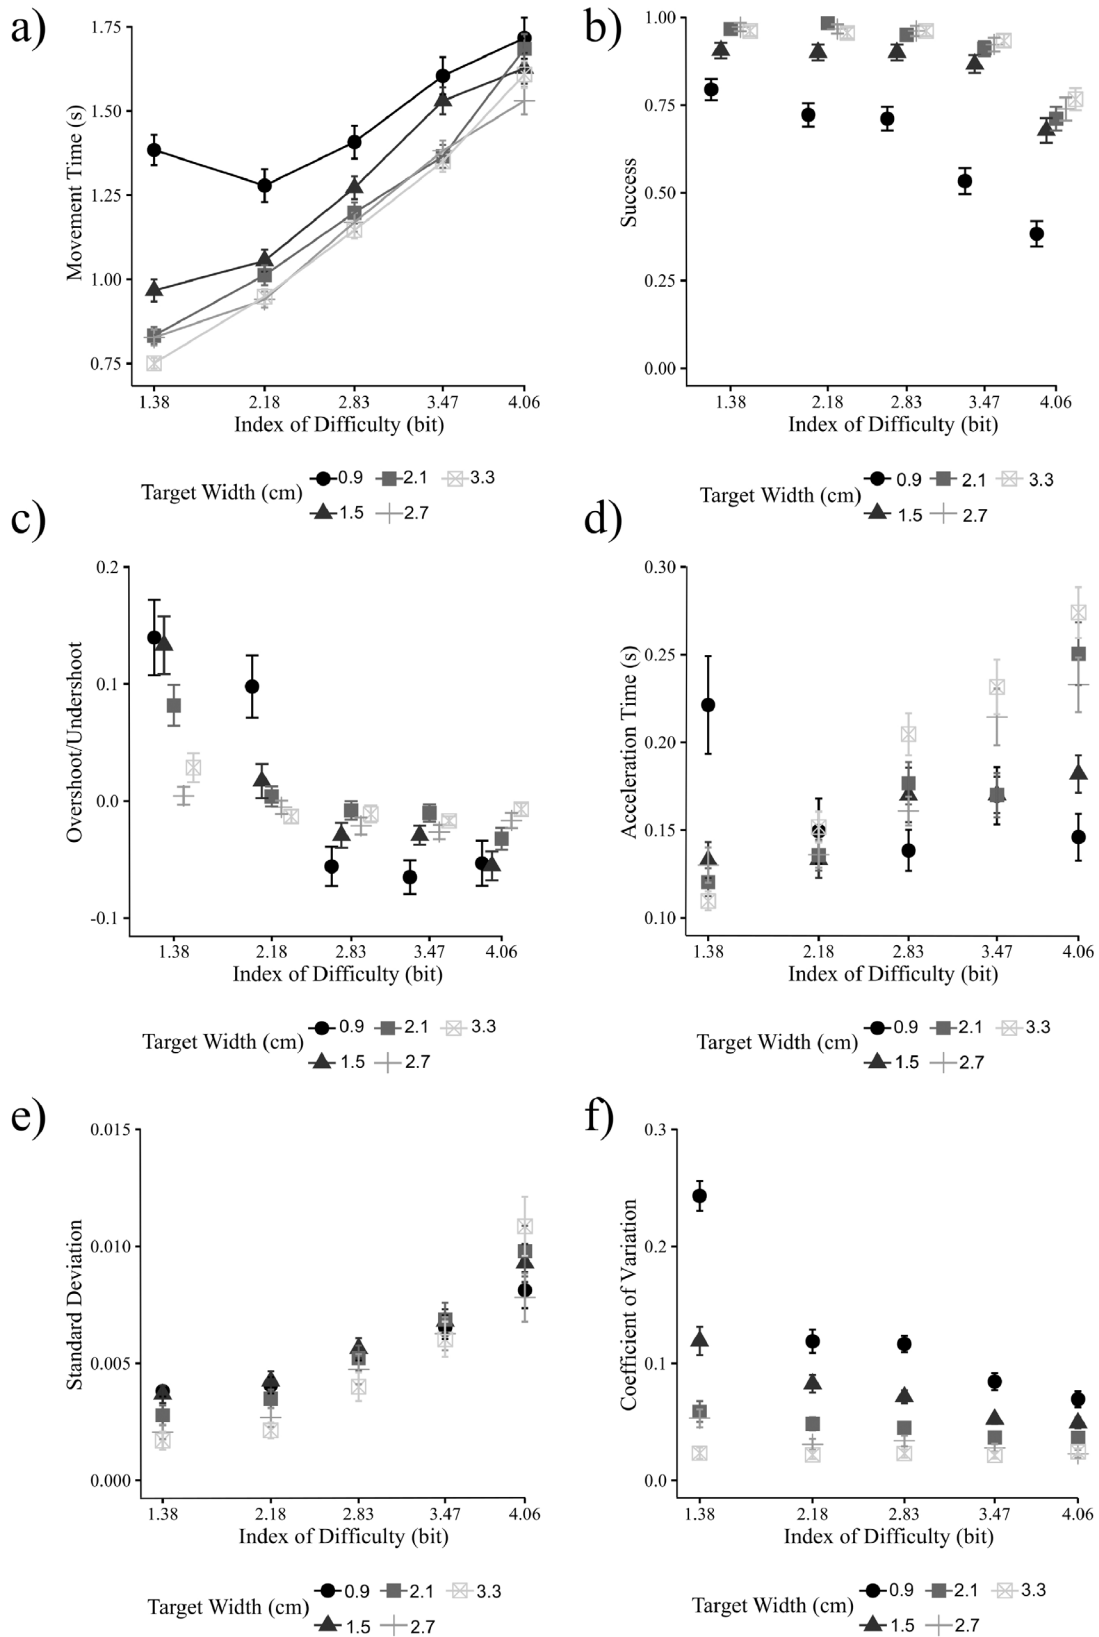 a)
1.75
1.50
1.25
1.00
0.75
Movement Time (s)
1.38 2.18 2.83 3.47 4.06
Index of Difficulty (bit)
Target Width (cm) 0.9 2.1 3.3
1.5 2.7
b)
1.00
0.75
0.50
0.25
0.00
Success
1.38 2.18 2.83 3.47 4.06
Index of Difficulty (bit)
Target Width (cm) 0.9 2.1 3.3
1.5 2.7
c)
0.2
0.1
0.0
-0.1
Overshoot/Undershoot
1.38 2.18 2.83 3.47 4.06
Index of Difficulty (bit)
Target Width (cm) 0.9 2.1 3.3
1.5 2.7
d)
0.30
0.25
0.20
0.15
0.10
Acceleration Time (s)
1.38 2.18 2.83 3.47 4.06
Index of Difficulty (bit)
Target Width (cm) 0.9 2.1 3.3
1.5 2.7
e)
0.015
0.010
0.005
0.000
Standard Deviation
1.38 2.18 2.83 3.47 4.06
Index of Difficulty (bit)
Target Width (cm) 0.9 2.1 3.3
1.5 2.7
f)
0.3
0.2
0.1
0.0
Coefficient of Variation
1.38 2.18 2.83 3.47 4.06
Index of Difficulty (bit)
Target Width (cm) 0.9 2.1 3.3
1.5 2.7